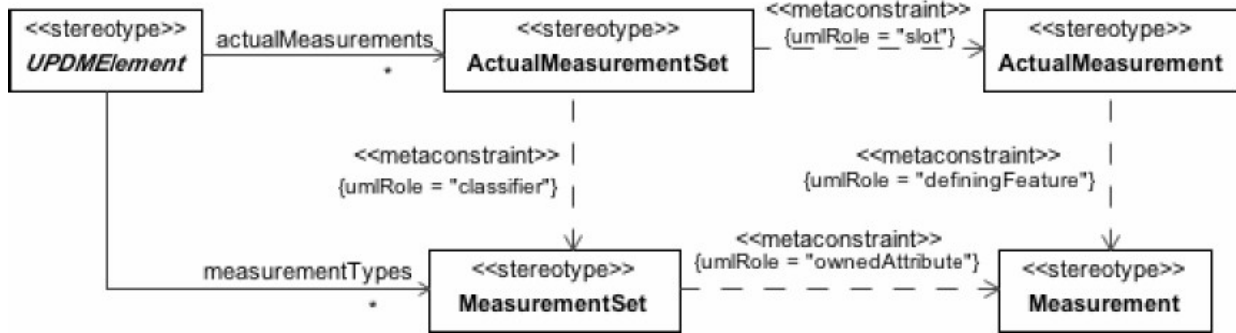 <<stereotype>>
UPDMElement
actualMeasurements
*
<<stereotype>>
ActualMeasurementSet
<<metaconstraint>>
{umlRole = "slot"}
<<stereotype>>
ActualMeasurement
<<metaconstraint>>
{umlRole = "classifier"}
<<metaconstraint>>
{umlRole = "definingFeature"}
measurementTypes
*
<<stereotype>>
MeasurementSet
<<metaconstraint>>
{umlRole = "ownedAttribute"}
<<stereotype>>
Measurement